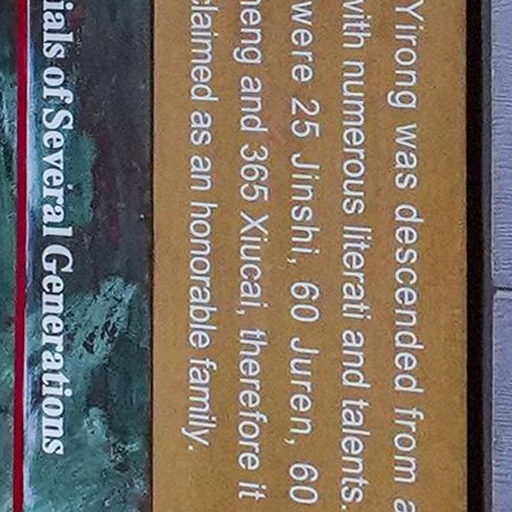 Yirong was descended from a
with numerous literati and talents.
were 25 Jinshi, 60 Juren, 60
heng and 365 Xiucai, therefore it
claimed as an honorable family.
ials of Several Generations